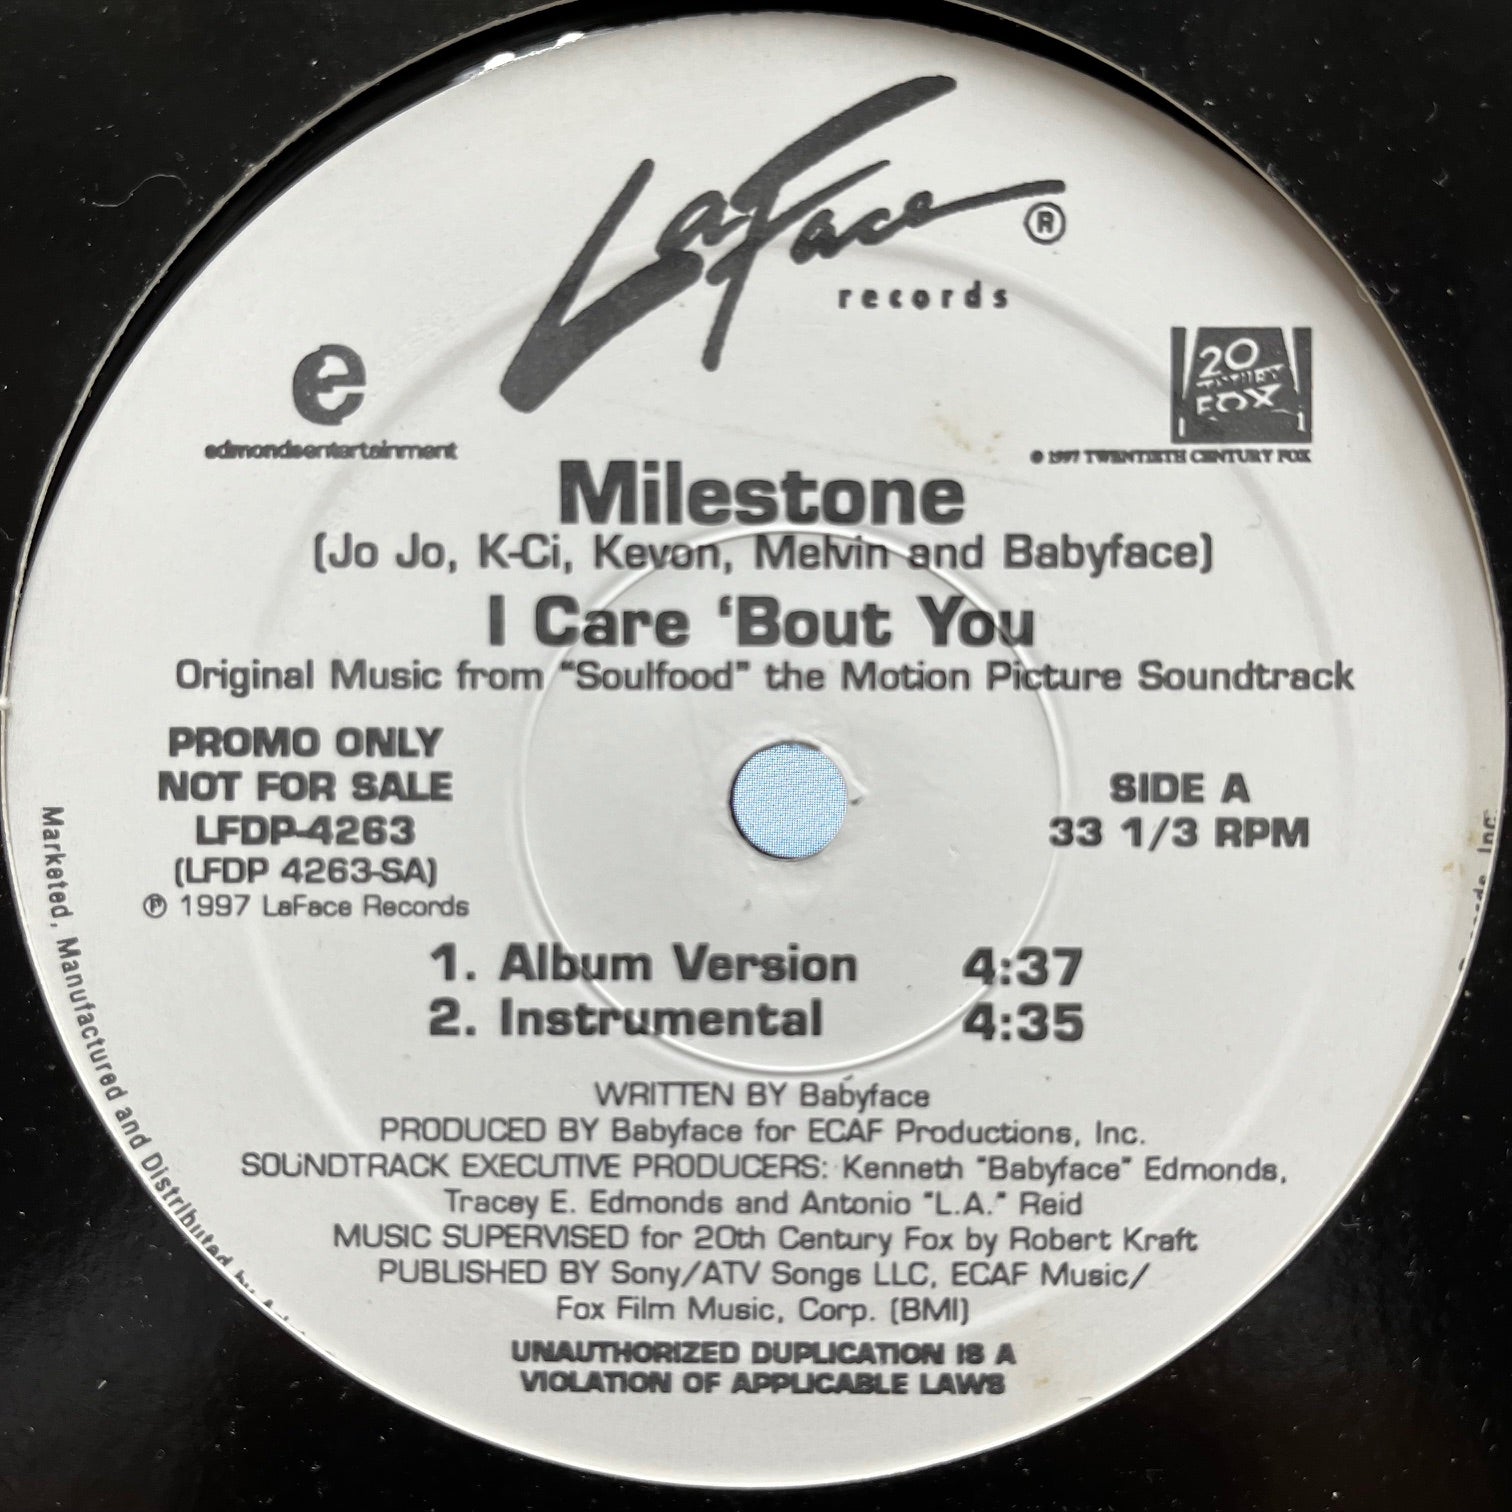 LaFace ®
records
e
edmondsentertainment
20
CENTURY
FOX
© 1997 TWENTIETH CENTURY FOX
Milestone
(Jo Jo, K-Ci, Kevon, Melvin and Babyface)
I Care ‘Bout You
Original Music from "Soulfood" the Motion Picture Soundtrack
PROMO ONLY
NOT FOR SALE
LFDP-4263
(LFDP 4263-SA)
℗ 1997 LaFace Records
SIDE A
33 1/3 RPM
1. Album Version 4:37
2. Instrumental 4:35
WRITTEN BY Babyface
PRODUCED BY Babyface for ECAF Productions, Inc.
SOUNDTRACK EXECUTIVE PRODUCERS: Kenneth "Babyface" Edmonds,
Tracey E. Edmonds and Antonio "L.A." Reid
MUSIC SUPERVISED for 20th Century Fox by Robert Kraft
PUBLISHED BY Sony/ATV Songs LLC, ECAF Music/
Fox Film Music, Corp. (BMI)
UNAUTHORIZED DUPLICATION IS A
VIOLATION OF APPLICABLE LAWS
Marketed, Manufactured and Distributed by
Inc.